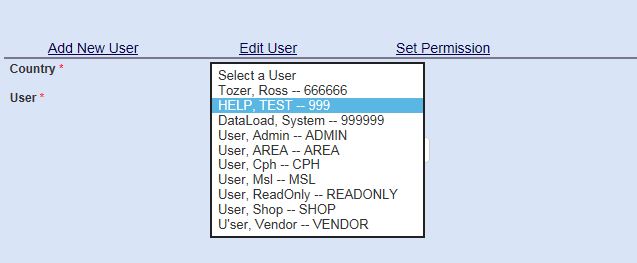 Add New User Edit User Set Permission
Country *
User *
Select a User
Tozer, Ross -- 666666
HELP, TEST -- 999
DataLoad, System -- 999999
User, Admin -- ADMIN
User, AREA -- AREA
User, Cph -- CPH
User, Msl -- MSL
User, ReadOnly -- READONLY
User, Shop -- SHOP
U'ser, Vendor -- VENDOR